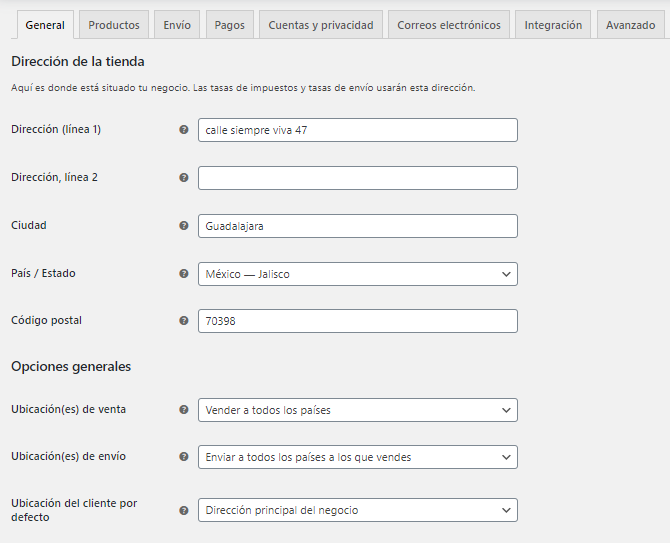 General Productos Envío Pagos Cuentas y privacidad Correos electrónicos Integración Avanzado
Dirección de la tienda
Aquí es donde está situado tu negocio. Las tasas de impuestos y tasas de envío usarán esta dirección.
Dirección (línea 1) ? calle siempre viva 47
Dirección, línea 2 ?
Ciudad ? Guadalajara
País / Estado ? México — Jalisco
Código postal ? 70398
Opciones generales
Ubicación(es) de venta ? Vender a todos los países
Ubicación(es) de envío ? Enviar a todos los países a los que vendes
Ubicación del cliente por
defecto ? Dirección principal del negocio